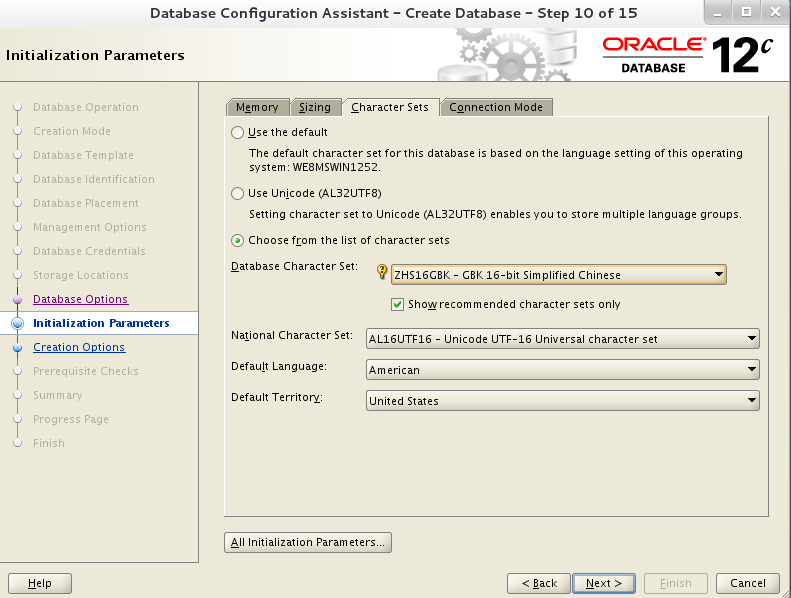 Database Configuration Assistant - Create Database - Step 10 of 15
Initialization Parameters
ORACLE®
DATABASE
12c
Database Operation
Creation Mode
Database Template
Database Identification
Database Placement
Management Options
Database Credentials
Storage Locations
Database Options
Initialization Parameters
Creation Options
Prerequisite Checks
Summary
Progress Page
Finish
Memory
Sizing
Character Sets
Connection Mode
Use the default
The default character set for this database is based on the language setting of this operating
system: WE8MSWIN1252.
Use Unicode (AL32UTF8)
Setting character set to Unicode (AL32UTF8) enables you to store multiple language groups.
Choose from the list of character sets
Database Character Set:
ZHS16GBK - GBK 16-bit Simplified Chinese
Show recommended character sets only
National Character Set:
AL16UTF16 - Unicode UTF-16 Universal character set
Default Language:
American
Default Territory:
United States
All Initialization Parameters...
Help
< Back
Next >
Finish
Cancel